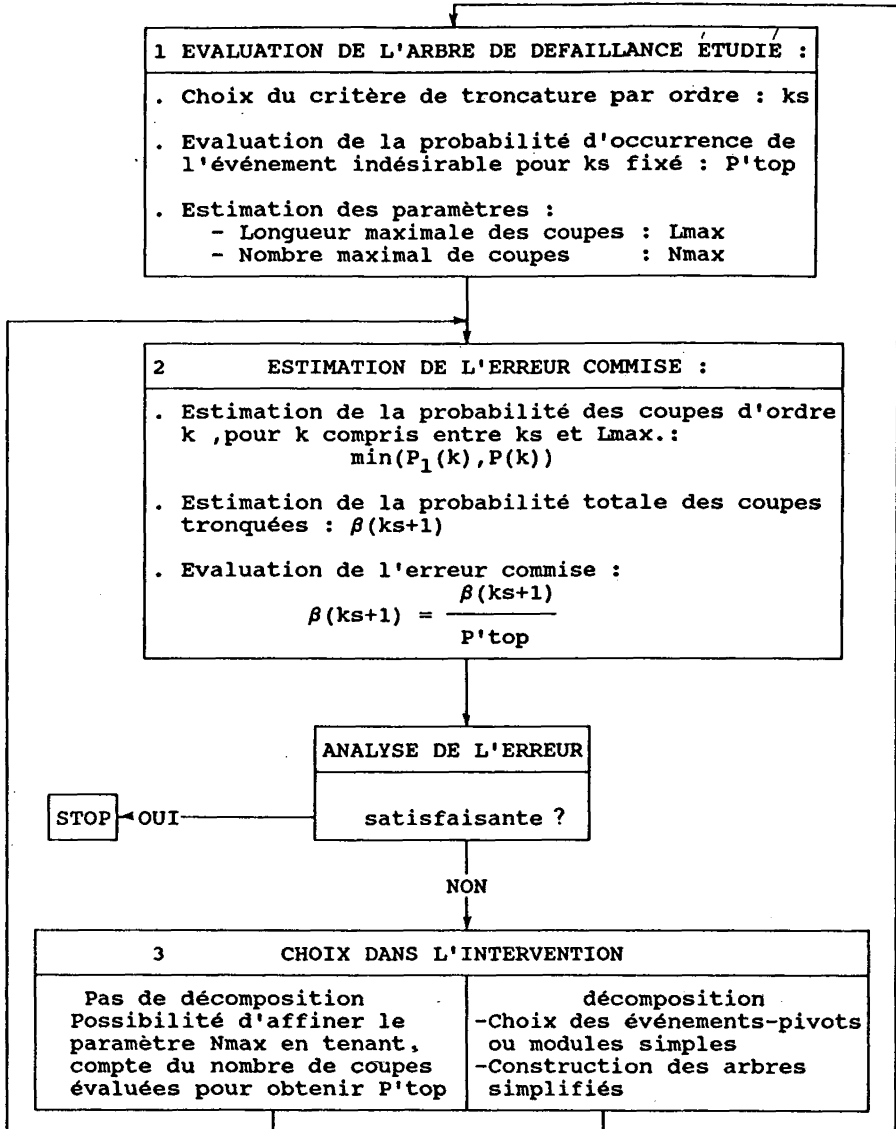 1 EVALUATION DE L'ARBRE DE DEFAILLANCE ÉTUDIÉ :
. Choix du critère de troncature par ordre : ks
. Evaluation de la probabilité d'occurrence de
l'événement indésirable pour ks fixé : P'top
. Estimation des paramètres :
- Longueur maximale des coupes : Lmax
- Nombre maximal de coupes : Nmax
2 ESTIMATION DE L'ERREUR COMMISE :
. Estimation de la probabilité des coupes d'ordre
k ,pour k compris entre ks et Lmax.:
min(P₁(k),P(k))
. Estimation de la probabilité totale des coupes
tronquées : β(ks+1)
. Evaluation de l'erreur commise :
β(ks+1)
β(ks+1) =
P'top
ANALYSE DE L'ERREUR
STOP OUI satisfaisante ?
NON
3 CHOIX DANS L'INTERVENTION
Pas de décomposition
Possibilité d'affiner le
paramètre Nmax en tenant.
compte du nombre de coupes
évaluées pour obtenir P'top
décomposition
-Choix des événements-pivots
ou modules simples
-Construction des arbres
simplifiés